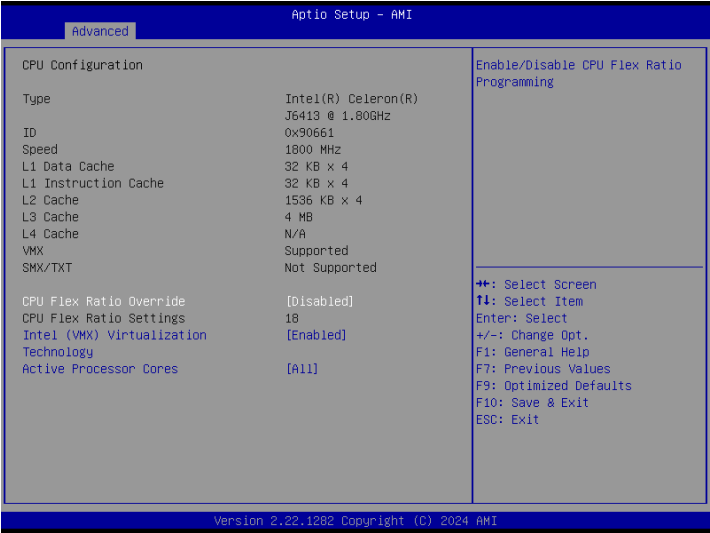 Aptio Setup - AMI
Advanced
CPU Configuration
Type Intel(R) Celeron(R)
J6413 @ 1.80GHz
ID 0x90661
Speed 1800 MHz
L1 Data Cache 32 KB x 4
L1 Instruction Cache 32 KB x 4
L2 Cache 1536 KB x 4
L3 Cache 4 MB
L4 Cache N/A
VMX Supported
SMX/TXT Not Supported
CPU Flex Ratio Override [Disabled]
CPU Flex Ratio Settings 18
Intel (VMX) Virtualization [Enabled]
Technology
Active Processor Cores [All]
Enable/Disable CPU Flex Ratio
Programming
→←: Select Screen
↑↓: Select Item
Enter: Select
+/-: Change Opt.
F1: General Help
F7: Previous Values
F9: Optimized Defaults
F10: Save & Exit
ESC: Exit
Version 2.22.1282 Copyright (C) 2024 AMI